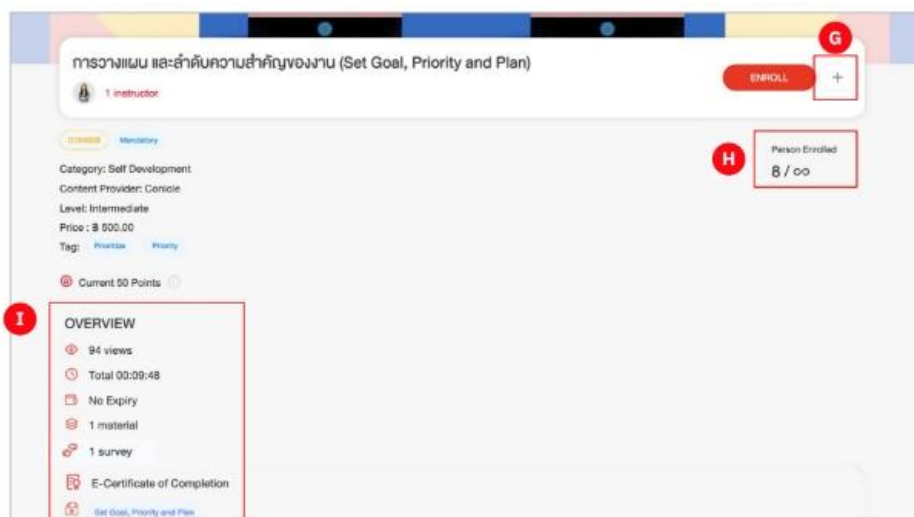 G
การวางแผน และลำดับความสำคัญของงาน (Set Goal, Priority and Plan)
1 instructor
ENROLL
+
Mandatory
H
Person Enrolled
8 / ∞
Category: Self Development
Content Provider: Conicle
Level: Intermediate
Price : ฿ 500.00
Tag: Prioritize Priority
Current 50 Points
I
OVERVIEW
94 views
Total 00:09:48
No Expiry
1 material
1 survey
E-Certificate of Completion
Set Goal, Priority and Plan